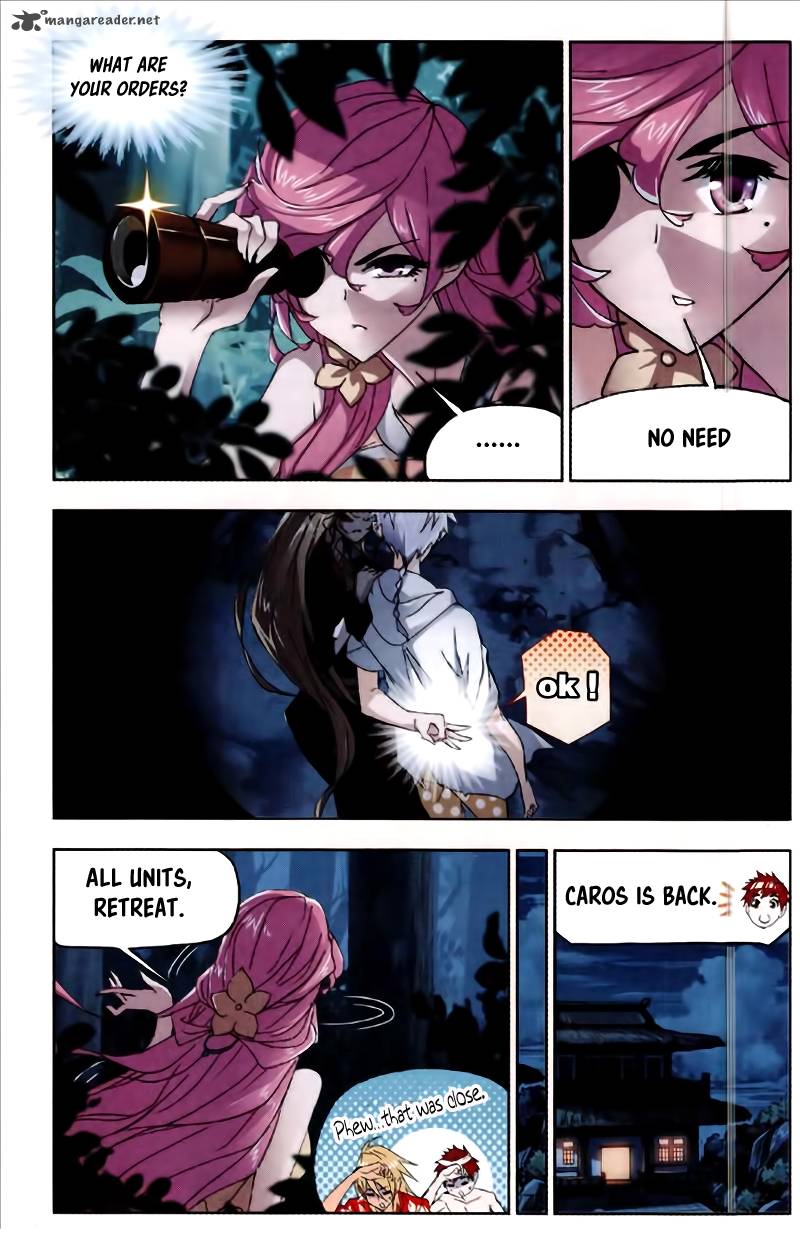 mangareader.net
WHAT ARE
YOUR ORDERS?
......
NO NEED
ok!
ALL UNITS,
RETREAT.
Phew...that was close.
CAROS IS BACK.